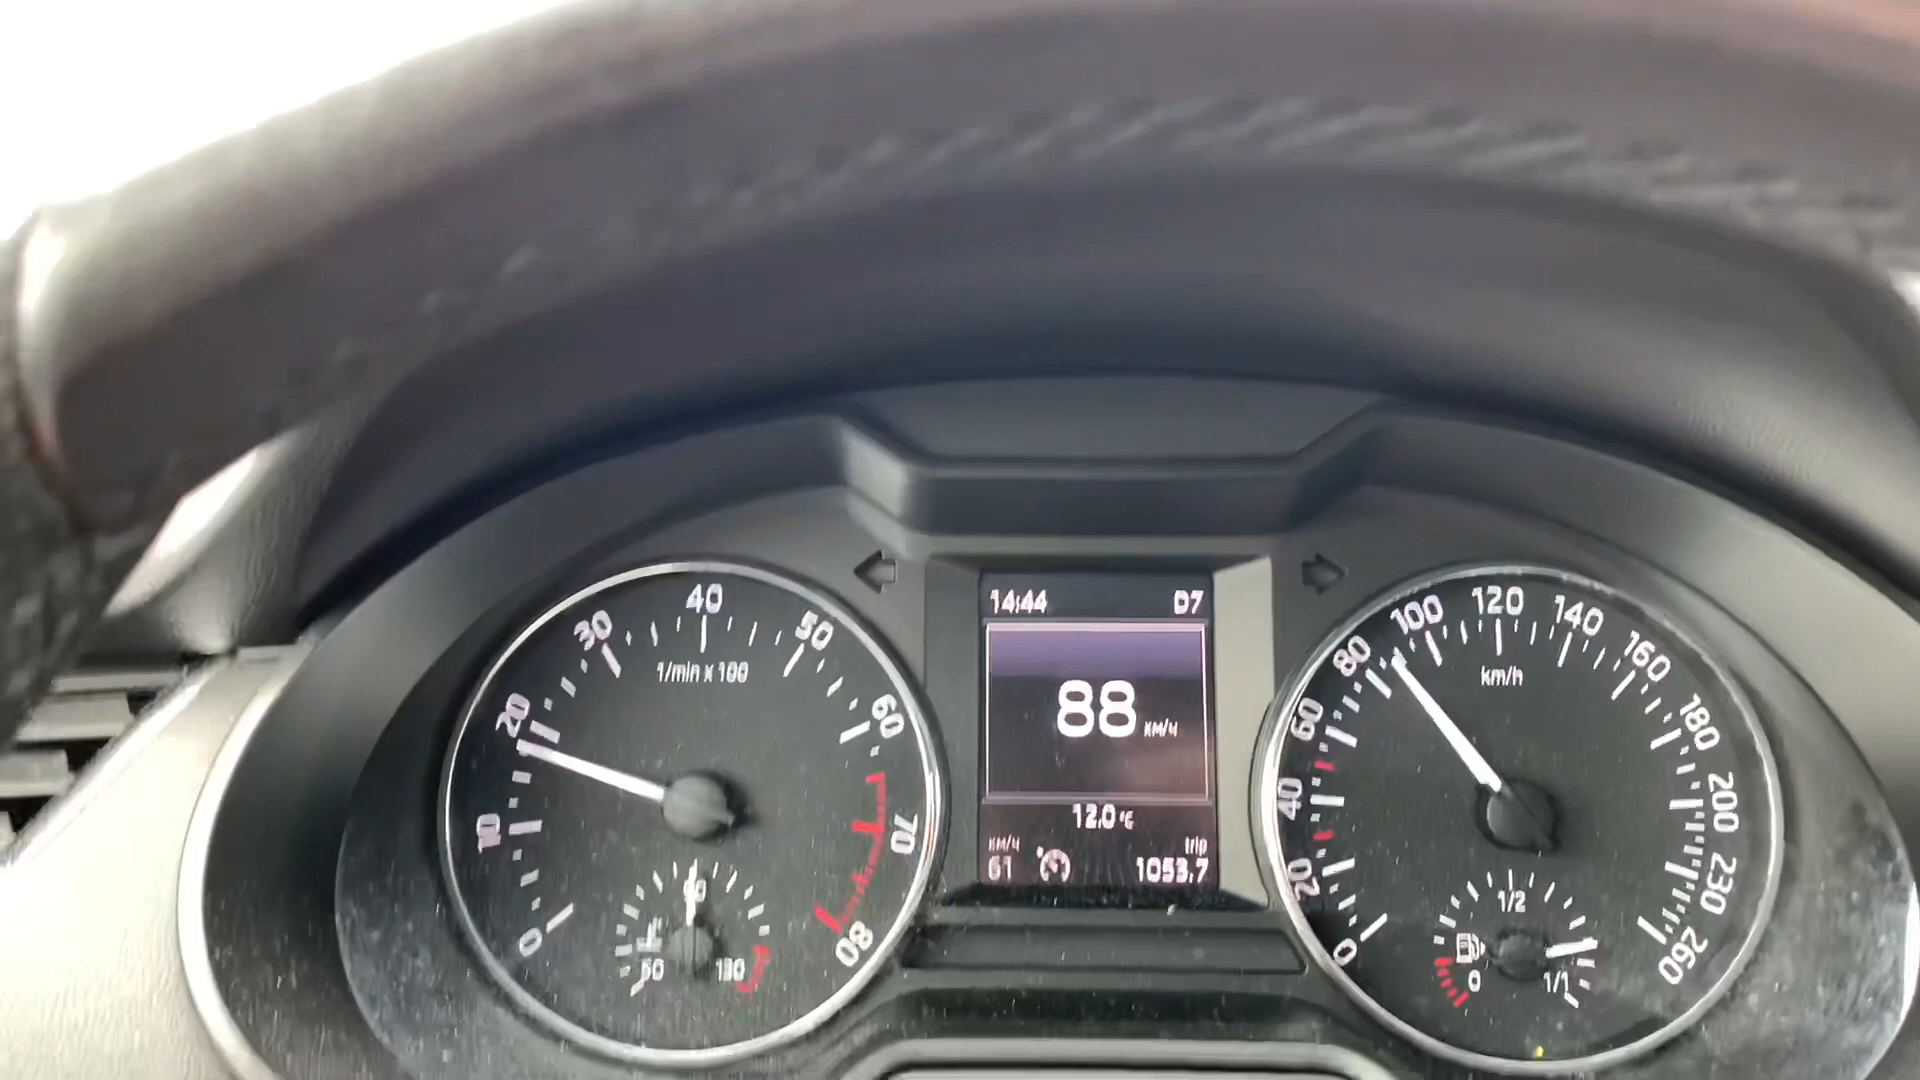 0 10 20 30 40 50 60 70 80
1/min x 100
50 90 130
14:44 D7
88 км/ч
12.0 °C
км/ч trip
61 1053,7
0 20 40 60 80 100 120 140 160 180 200 230 260
km/h
0 1/2 1/1